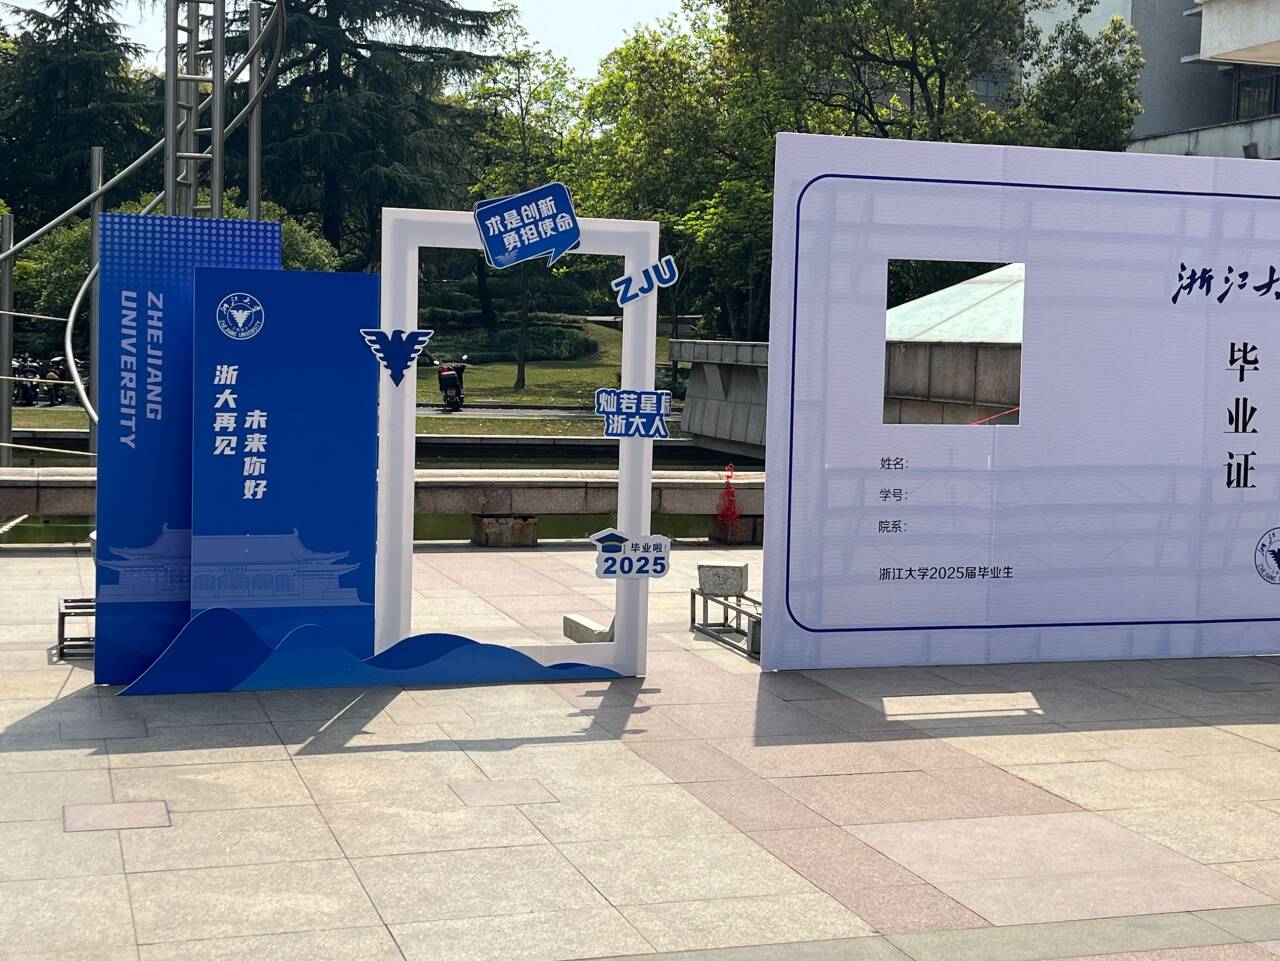 ZHEJIANG
UNIVERSITY
浙江大学
ZHEJIANG UNIVERSITY
浙大再见
未来你好
求是创新
勇担使命
ZJU
灿若星辰
浙大人
毕业啦
2025
浙江大
毕业证
姓名：
学号：
院系：
浙江大学2025届毕业生